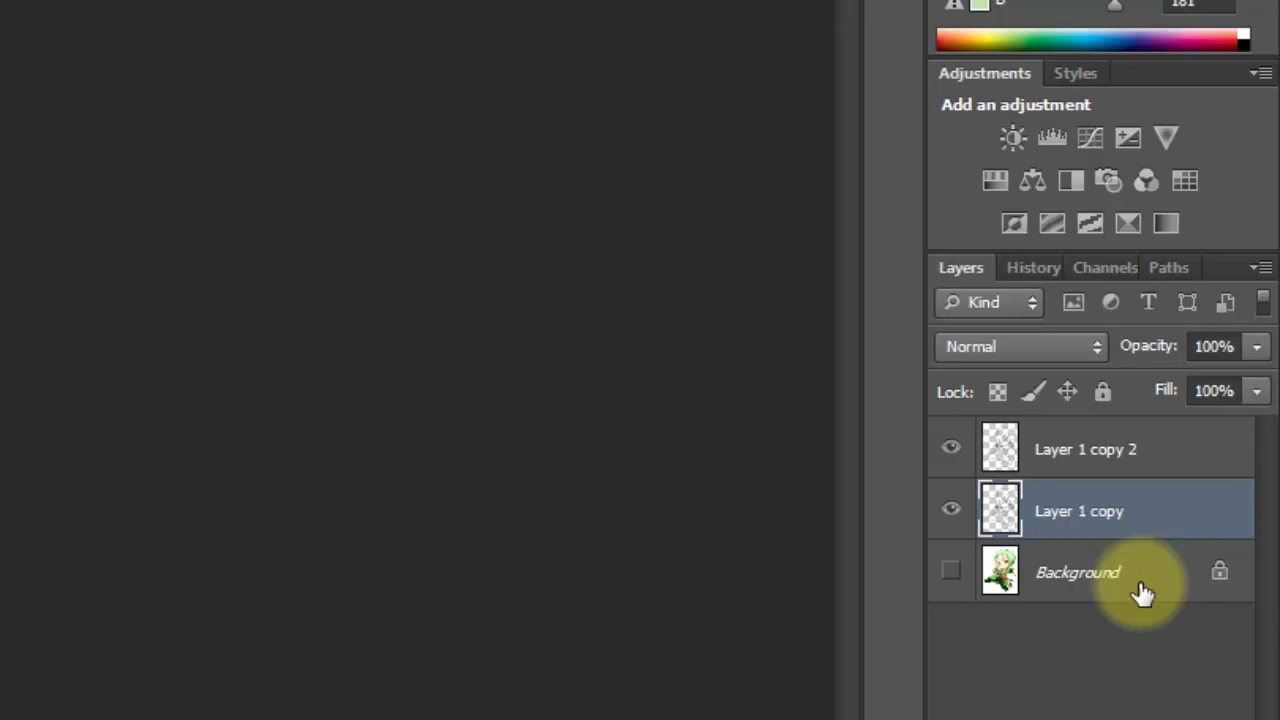 181
Adjustments Styles
Add an adjustment
Layers History Channels Paths
Kind T
Normal Opacity: 100%
Lock: Fill: 100%
Layer 1 copy 2
Layer 1 copy
Background